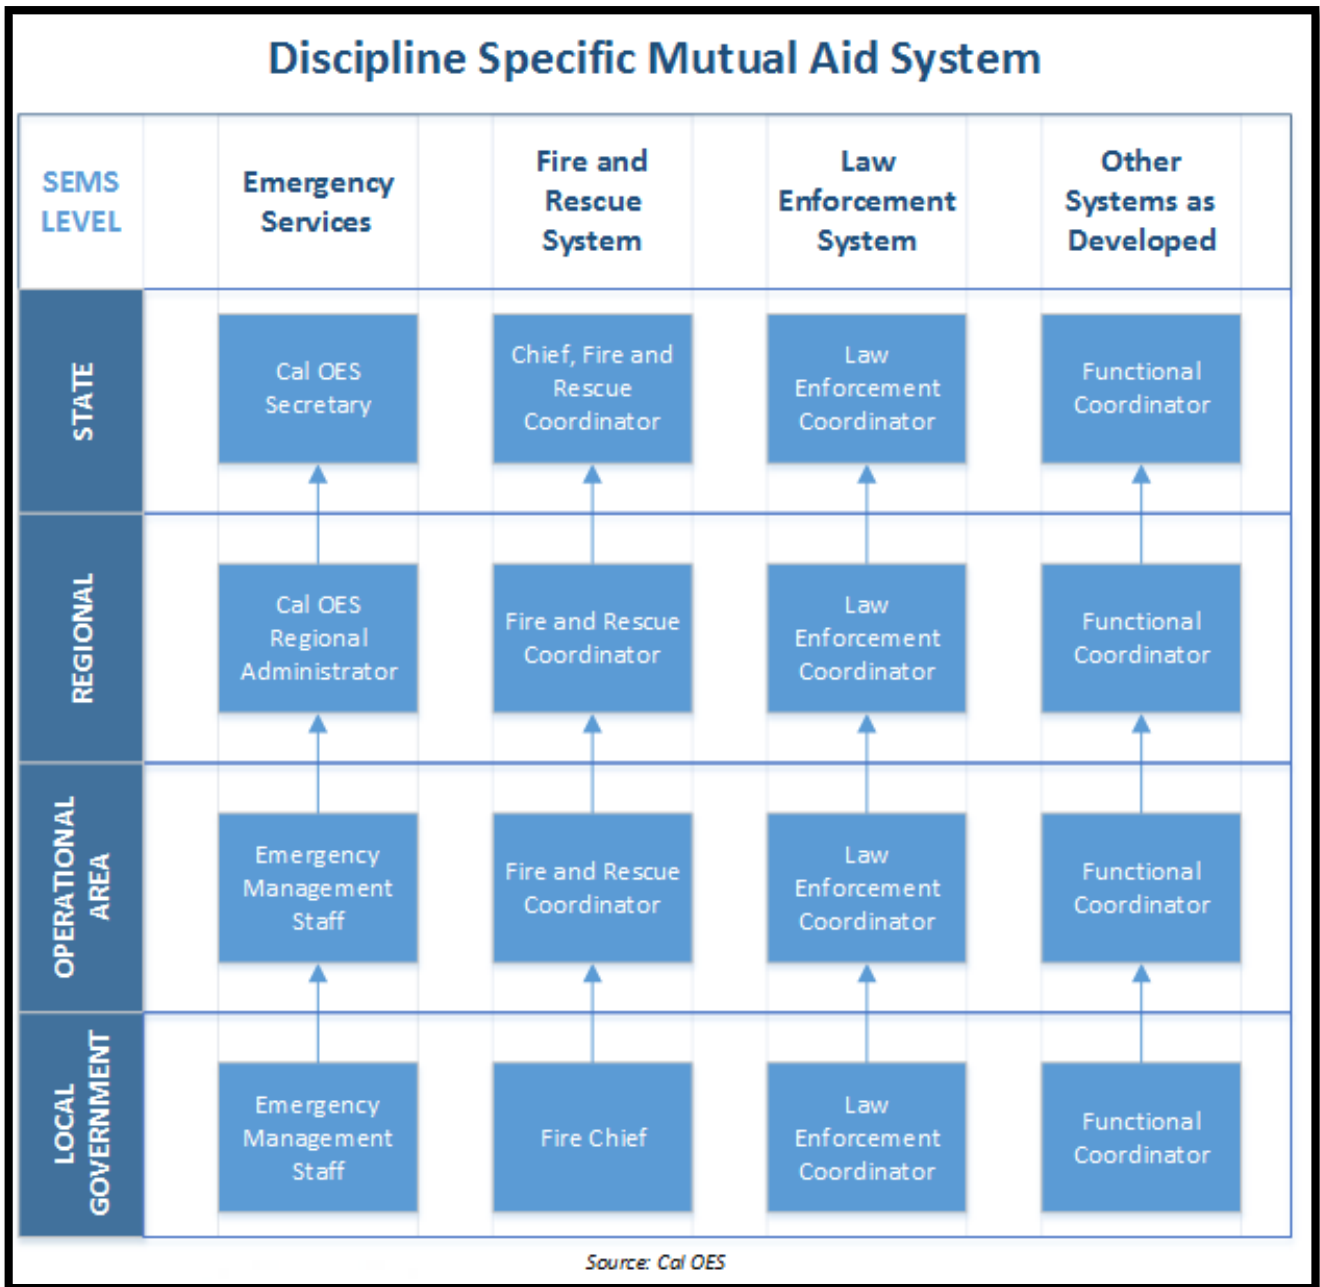 Discipline Specific Mutual Aid System
SEMS
LEVEL
Emergency
Services
Fire and
Rescue
System
Law
Enforcement
System
Other
Systems as
Developed
STATE
Cal OES
Secretary
Chief, Fire and
Rescue
Coordinator
Law
Enforcement
Coordinator
Functional
Coordinator
REGIONAL
Cal OES
Regional
Administrator
Fire and Rescue
Coordinator
Law
Enforcement
Coordinator
Functional
Coordinator
OPERATIONAL
AREA
Emergency
Management
Staff
Fire and Rescue
Coordinator
Law
Enforcement
Coordinator
Functional
Coordinator
LOCAL
GOVERNMENT
Emergency
Management
Staff
Fire Chief
Law
Enforcement
Coordinator
Functional
Coordinator
Source: Cal OES